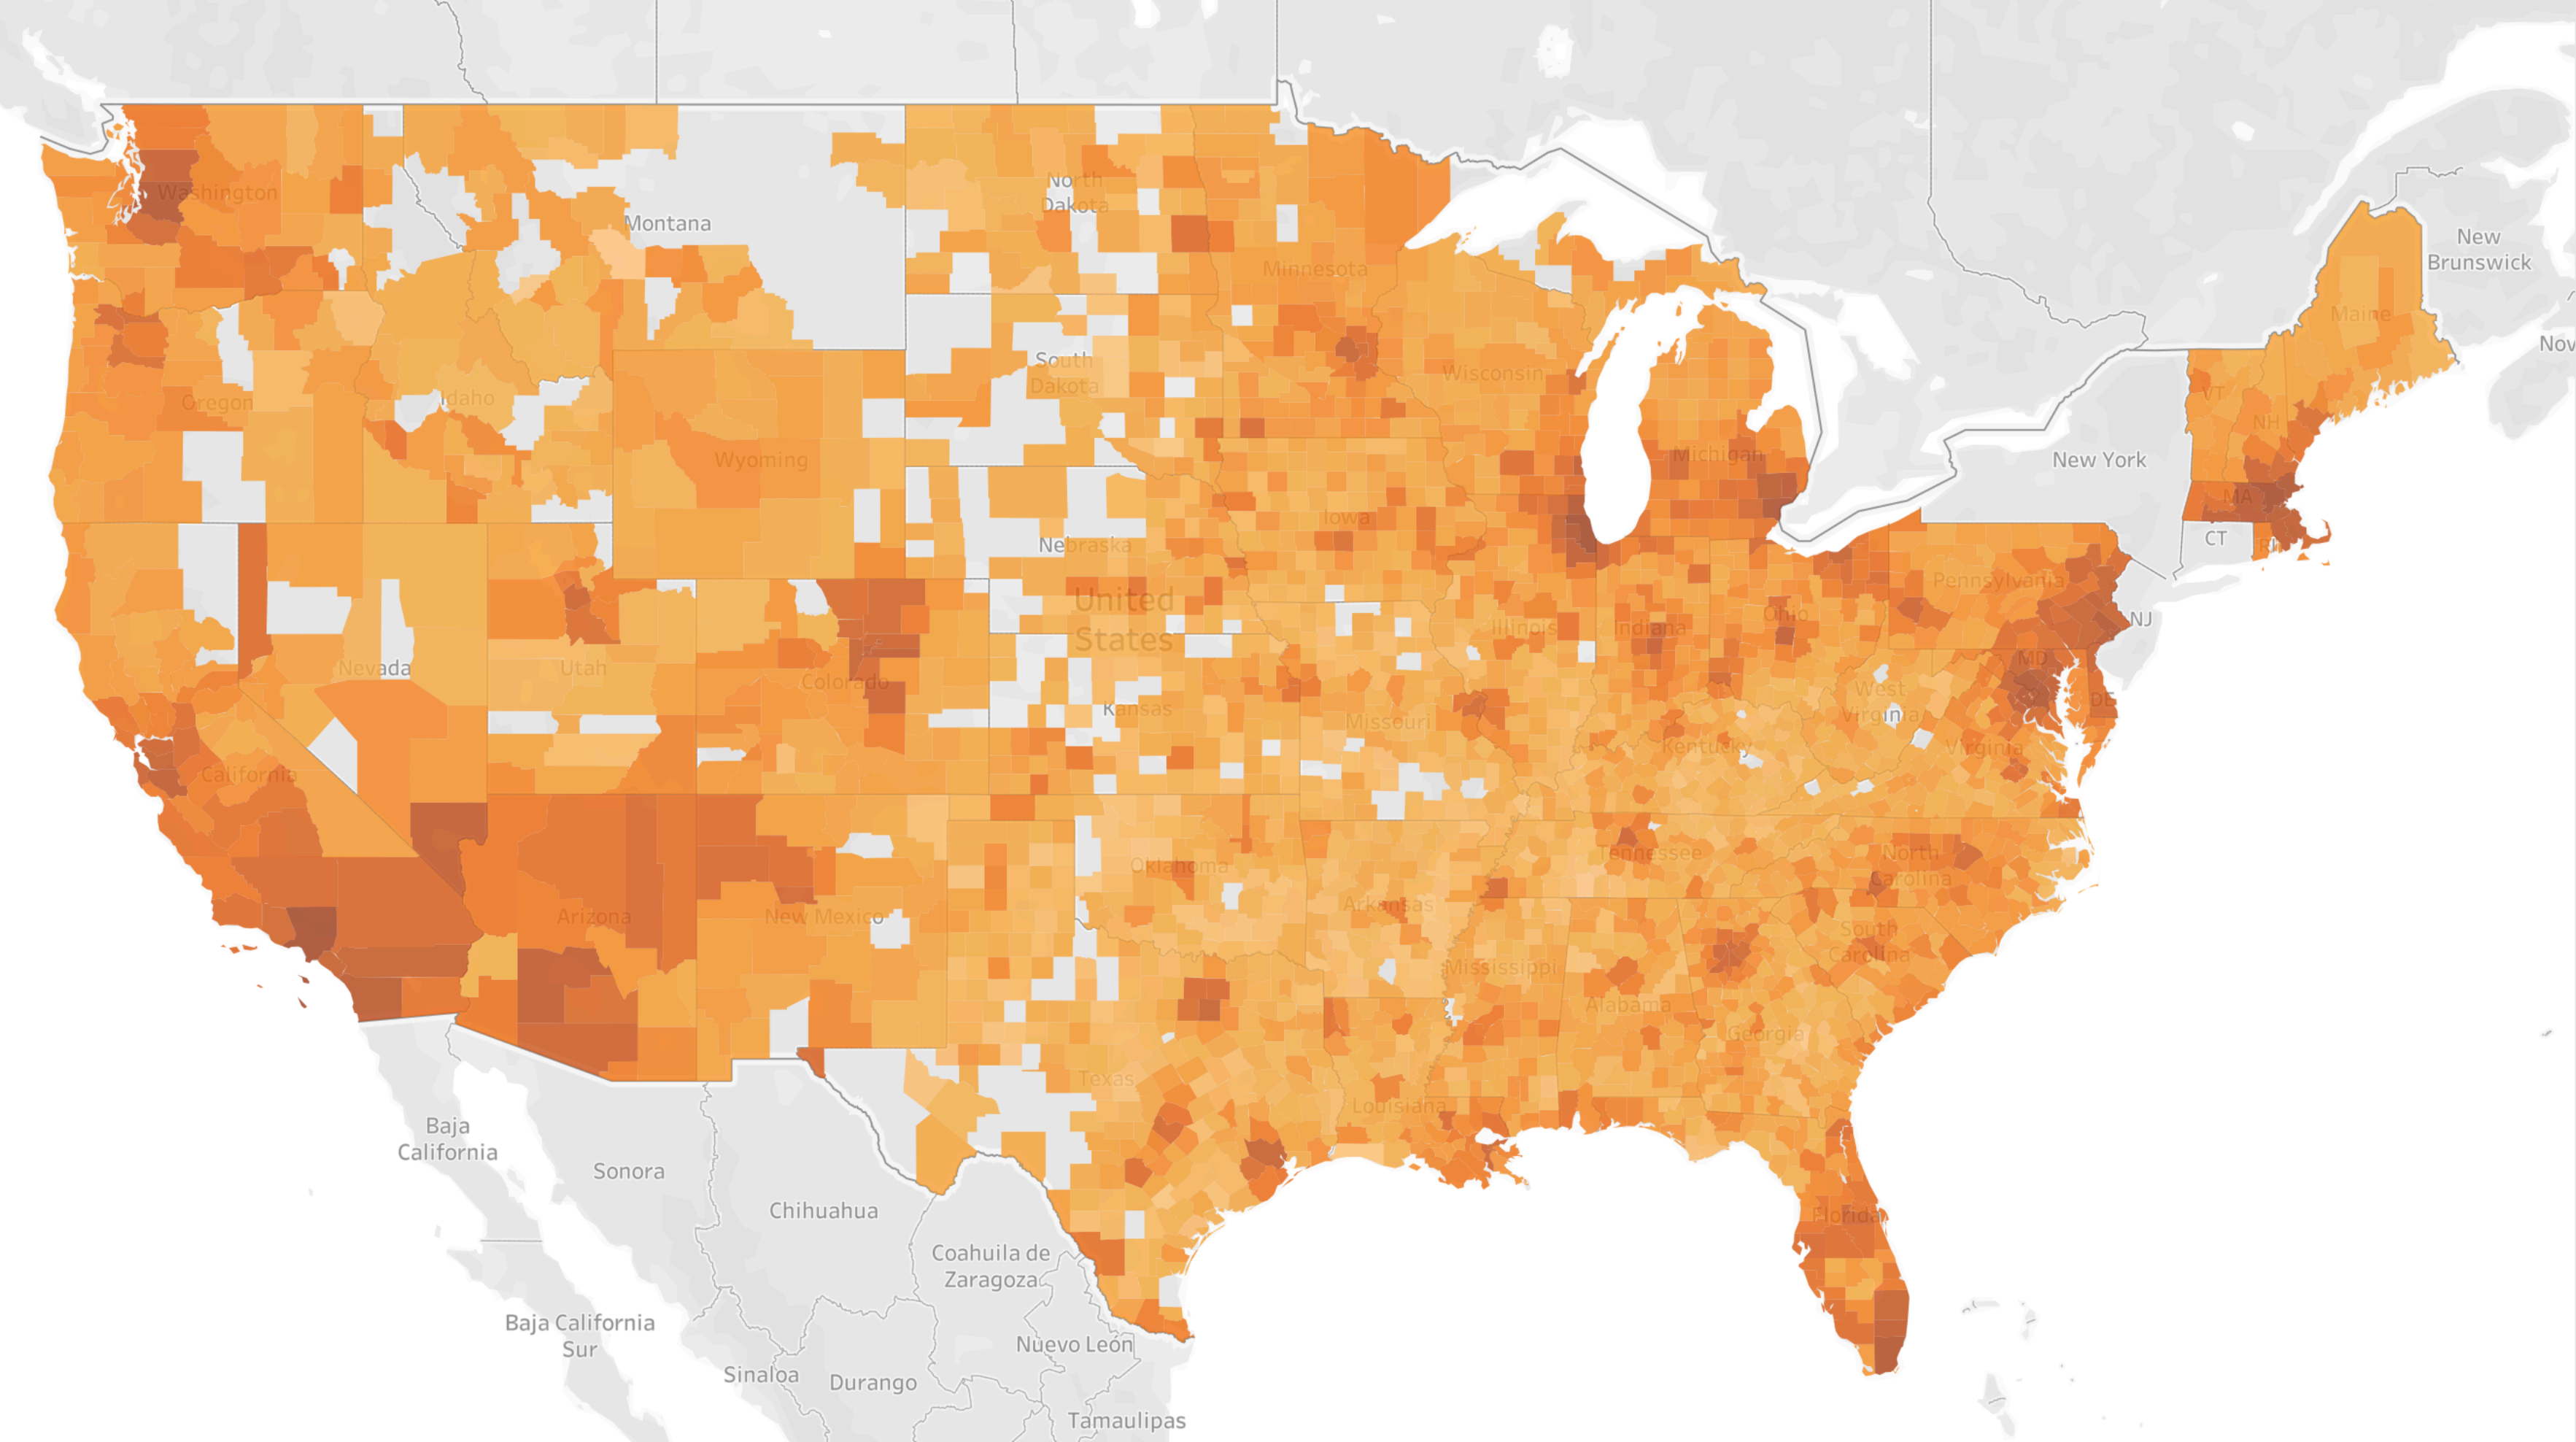 Washington
Montana
North
Dakota
Minnesota
New
Brunswick
Maine
Nov
Oregon
Idaho
South
Dakota
Wisconsin
VT
NH
Wyoming
Michigan
New York
MA
Iowa
Nebraska
CT
RI
United
States
Pennsylvania
NJ
Nevada
Utah
Colorado
Illinois
Indiana
Ohio
MD
DE
Kansas
Missouri
West
Virginia
Kentucky
Virginia
California
Arizona
New Mexico
Oklahoma
Arkansas
Tennessee
North
Carolina
South
Carolina
Mississippi
Alabama
Georgia
Texas
Louisiana
Florida
Baja
California
Sonora
Chihuahua
Coahuila de
Zaragoza
Baja California
Sur
Nuevo León
Sinaloa
Durango
Tamaulipas